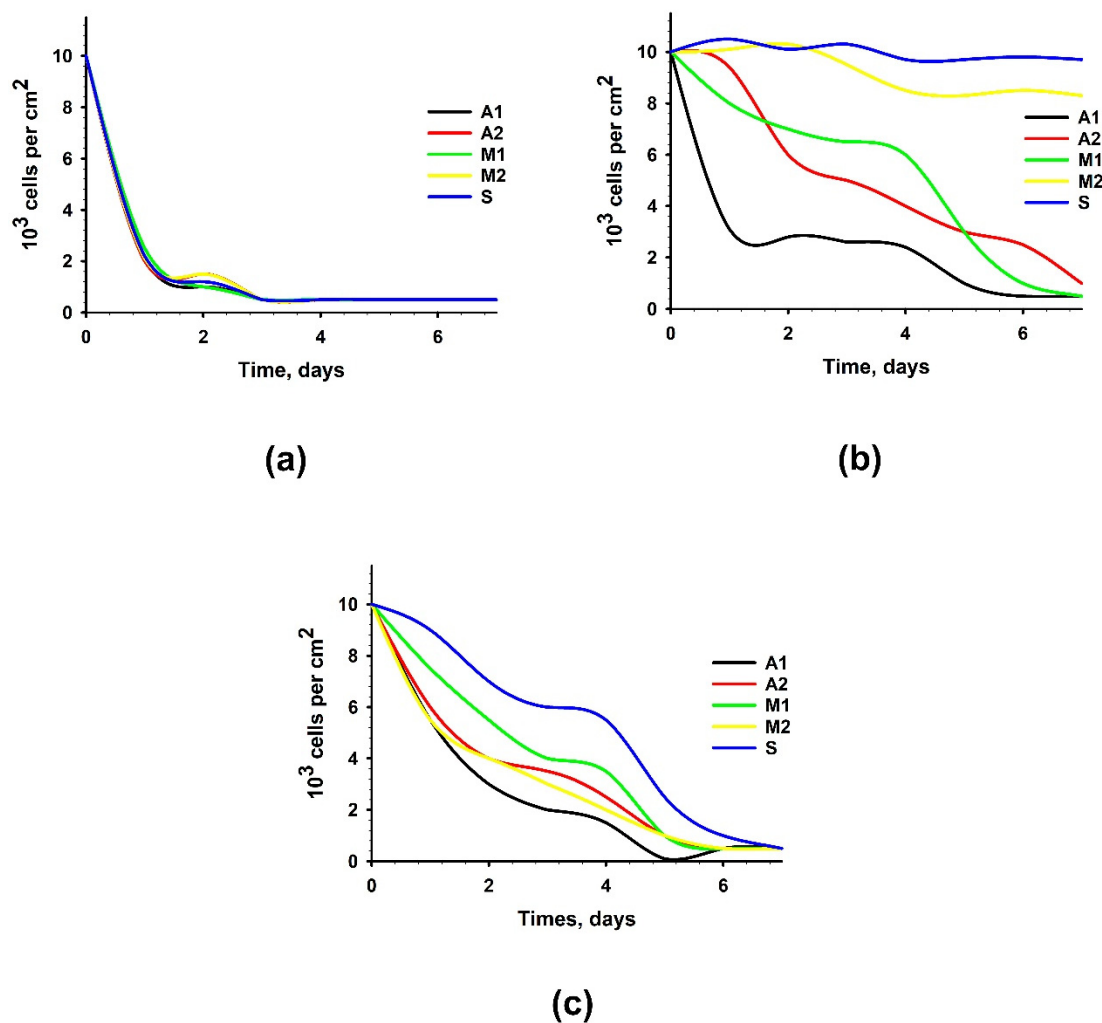 10
8
6
4
2
0
10³ cells per cm²
A1
A2
M1
M2
S
0 2 4 6
Time, days
(a)
10
8
6
4
2
0
10³ cells per cm²
A1
A2
M1
M2
S
0 2 4 6
Time, days
(b)
10
8
6
4
2
0
10³ cells per cm²
A1
A2
M1
M2
S
0 2 4 6
Times, days
(c)